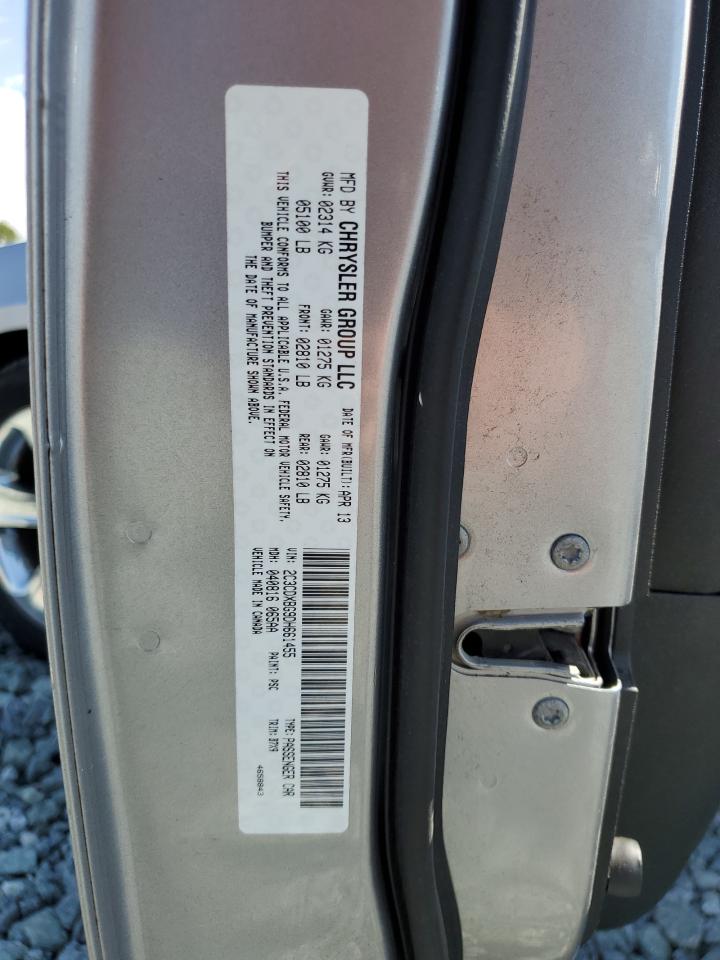 MFD BY CHRYSLER GROUP LLC DATE OF MFR(BUILT): APR 13
GVWR: 02314 KG GAWR: 01275 KG GAWR: 01275 KG
05100 LB FRONT: 02810 LB REAR: 02810 LB
THIS VEHICLE CONFORMS TO ALL APPLICABLE U.S.A. FEDERAL MOTOR VEHICLE SAFETY,
BUMPER AND THEFT PREVENTION STANDARDS IN EFFECT ON
THE DATE OF MANUFACTURE SHOWN ABOVE.
VIN: 2C3CDXBG9DH661455 TYPE: PASSENGER CAR
MDH: 040816 065AA PAINT: PSC TRIM: B7X9
VEHICLE MADE IN CANADA 4658843